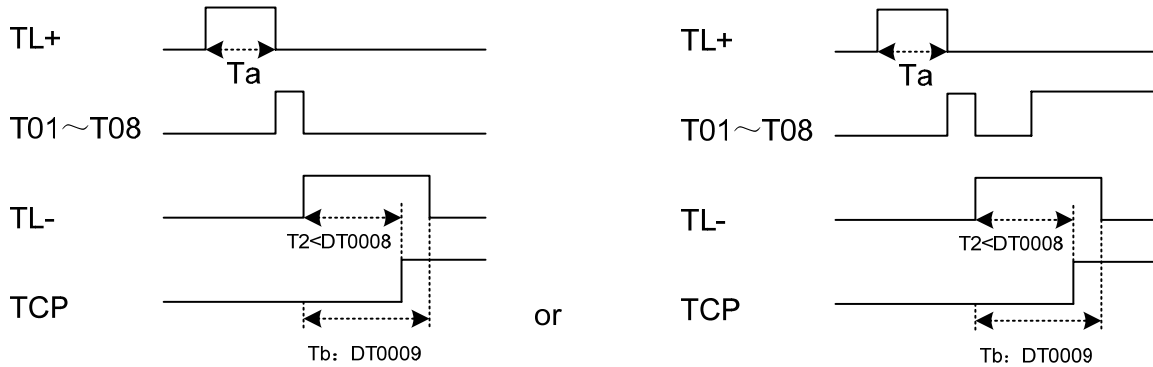 TL+
Ta
T01～T08
TL-
T2<DT0008
TCP
Tb：DT0009
or
TL+
Ta
T01～T08
TL-
T2<DT0008
TCP
Tb：DT0009